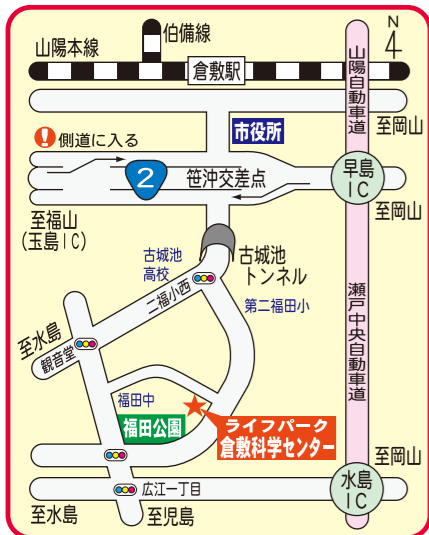 伯備線
N
4
山陽本線
倉敷駅
山陽自動車道
至岡山
市役所
側道に入る
2
笹沖交差点
早島
IC
至岡山
至福山
(玉島IC)
古城池
高校
古城池
トンネル
二福小西
第二福田小
瀬戸中央自動車道
至水島
観音堂
福田中
福田公園
ライフパーク
倉敷科学センター
至岡山
水島
IC
広江一丁目
至水島
至児島